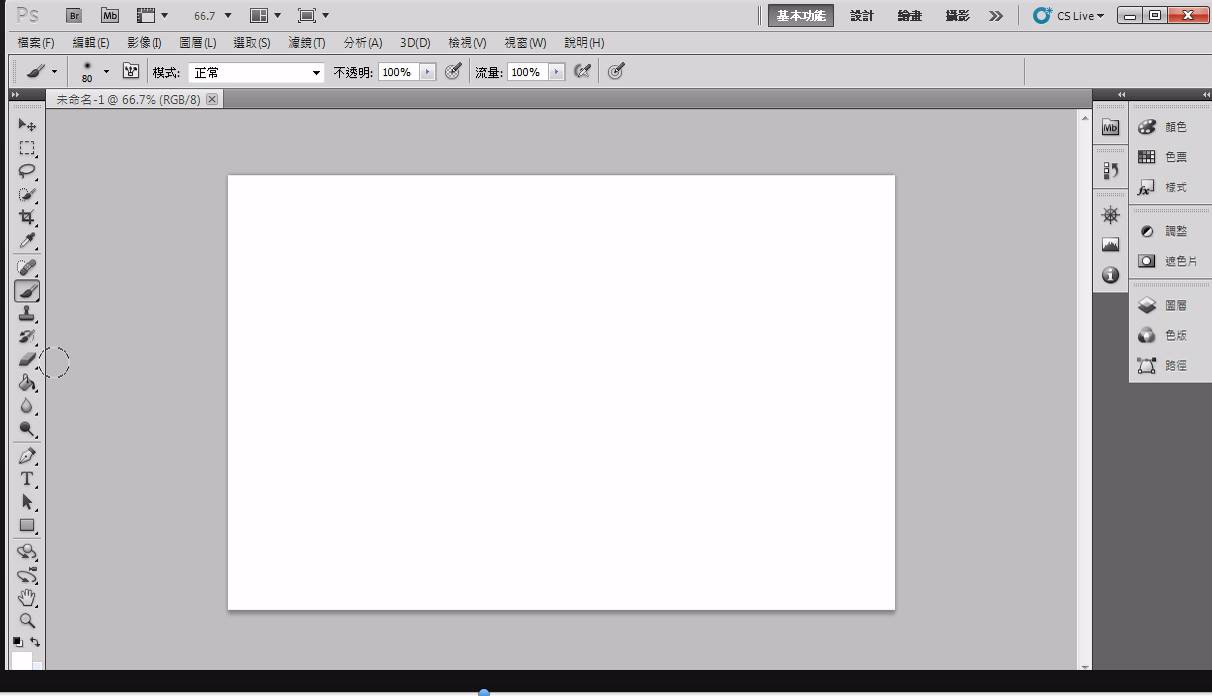 Ps Br Mb 66.7 基本功能 設計 繪畫 攝影 CS Live
檔案(F) 編輯(E) 影像(I) 圖層(L) 選取(S) 濾鏡(T) 分析(A) 3D(D) 檢視(V) 視窗(W) 說明(H)
80 模式: 正常 不透明: 100% 流量: 100%
未命名-1 @ 66.7% (RGB/8)
Mb
顏色
色票
樣式
調整
遮色片
圖層
色版
路徑